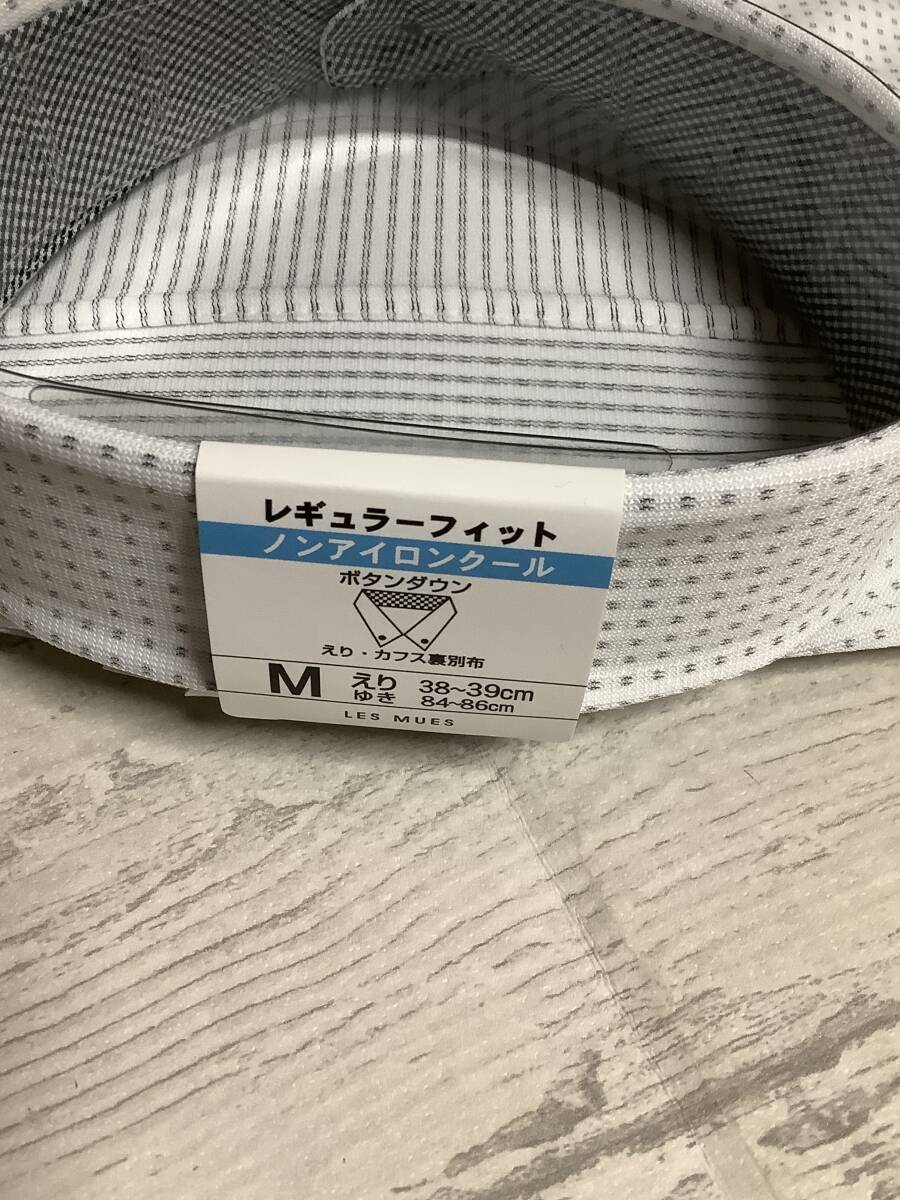 レギュラーフィット
ノンアイロンクール
ボタンダウン
えり・カフス裏別布
M えり 38~39cm
ゆき 84~86cm
LES MUES